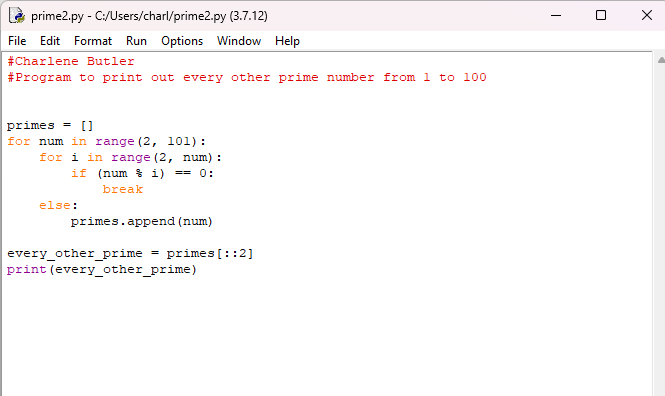 prime2.py - C:/Users/charl/prime2.py (3.7.12)
File Edit Format Run Options Window Help
#Charlene Butler
#Program to print out every other prime number from 1 to 100
primes = []
for num in range(2, 101):
    for i in range(2, num):
        if (num % i) == 0:
            break
    else:
        primes.append(num)
every_other_prime = primes[::2]
print(every_other_prime)